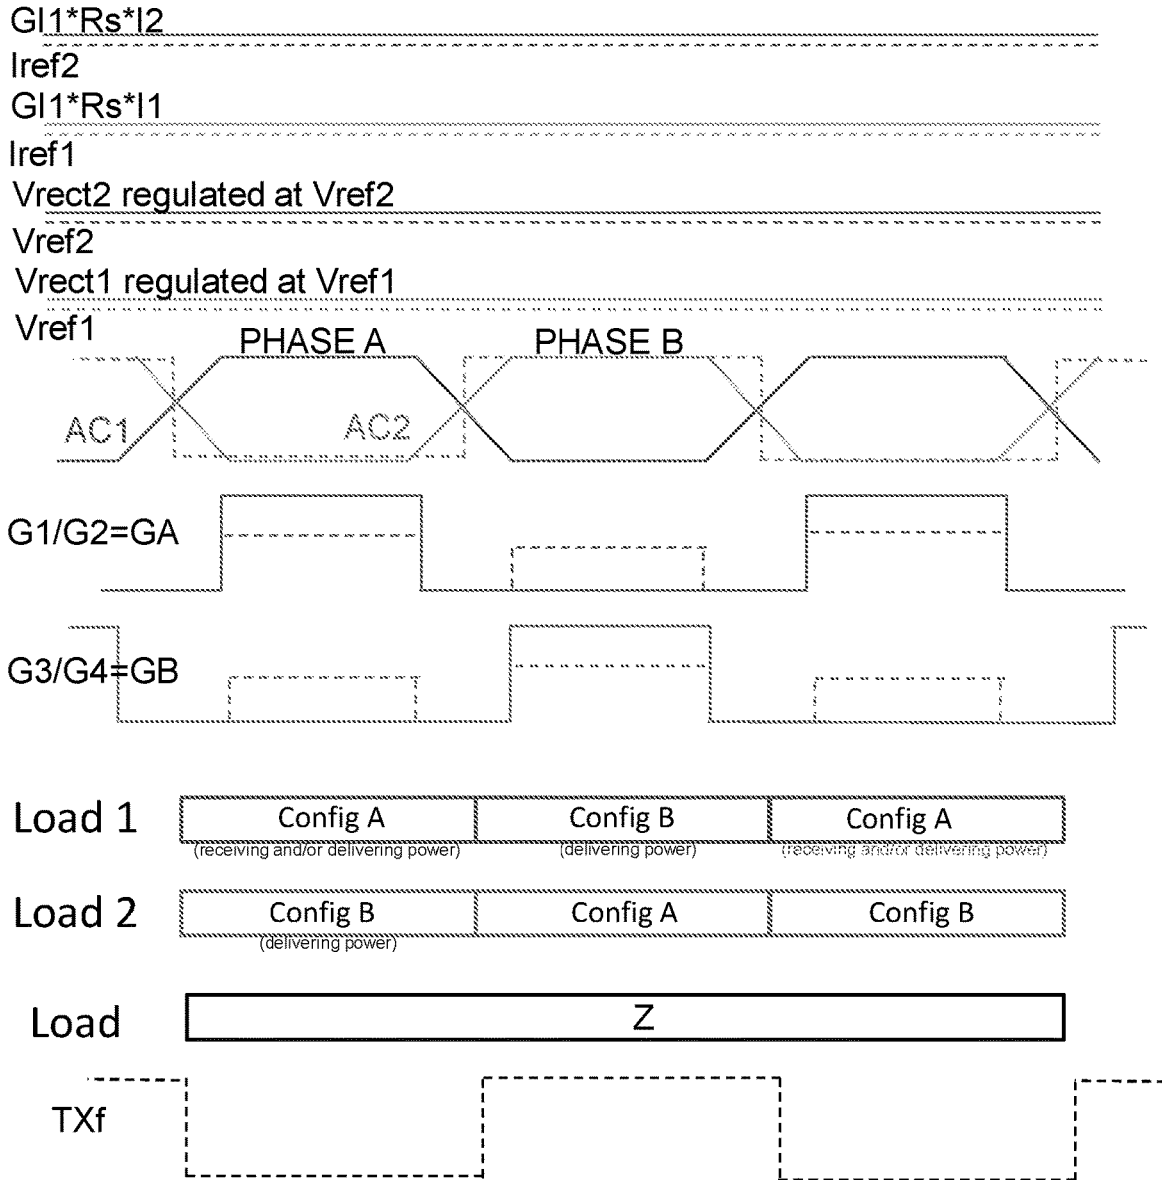 GI1*Rs*I2
Iref2
GI1*Rs*I1
Iref1
Vrect2 regulated at Vref2
Vref2
Vrect1 regulated at Vref1
Vref1
PHASE A PHASE B
AC1 AC2
G1/G2=GA
G3/G4=GB
Load 1 Config A Config B Config A
(receiving and/or delivering power) (delivering power) (receiving and/or delivering power)
Load 2 Config B Config A Config B
(delivering power)
Load Z
TXf